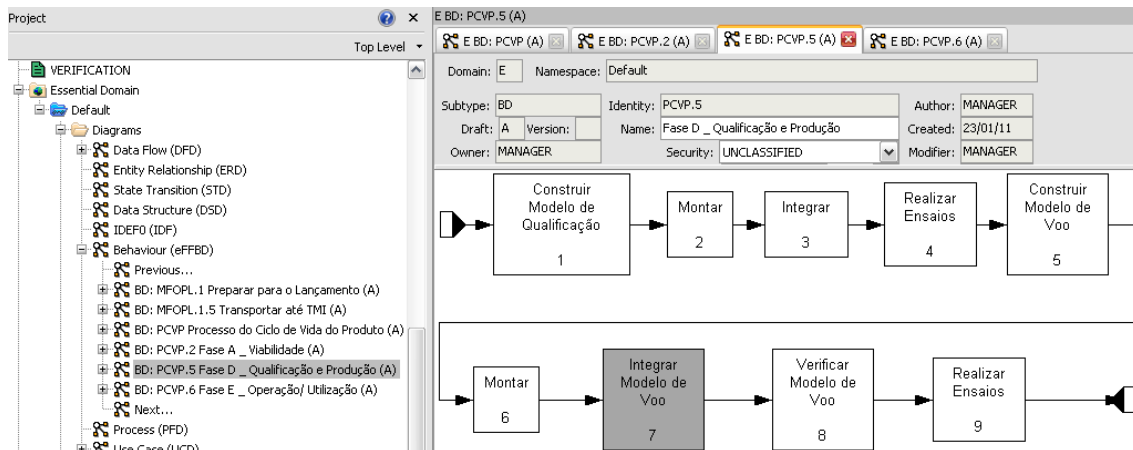 Project
Top Level
VERIFICATION
Essential Domain
Default
Diagrams
Data Flow (DFD)
Entity Relationship (ERD)
State Transition (STD)
Data Structure (DSD)
IDEF0 (IDF)
Behaviour (eFFBD)
Previous...
BD: MFOPL.1 Preparar para o Lançamento (A)
BD: MFOPL.1.5 Transportar até TMI (A)
BD: PCVP Processo do Ciclo de Vida do Produto (A)
BD: PCVP.2 Fase A _ Viabilidade (A)
BD: PCVP.5 Fase D _ Qualificação e Produção (A)
BD: PCVP.6 Fase E _ Operação/ Utilização (A)
Next...
Process (PFD)
Use Case (UCD)
E BD: PCVP.5 (A)
E BD: PCVP (A)
E BD: PCVP.2 (A)
E BD: PCVP.5 (A)
E BD: PCVP.6 (A)
Domain: E Namespace: Default
Subtype: BD Identity: PCVP.5 Author: MANAGER
Draft: A Version: Name: Fase D _ Qualificação e Produção Created: 23/01/11
Owner: MANAGER Security: UNCLASSIFIED Modifier: MANAGER
Construir
Modelo de
Qualificação
1
Montar
2
Integrar
3
Realizar
Ensaios
4
Construir
Modelo de
Voo
5
Montar
6
Integrar
Modelo de
Voo
7
Verificar
Modelo de
Voo
8
Realizar
Ensaios
9